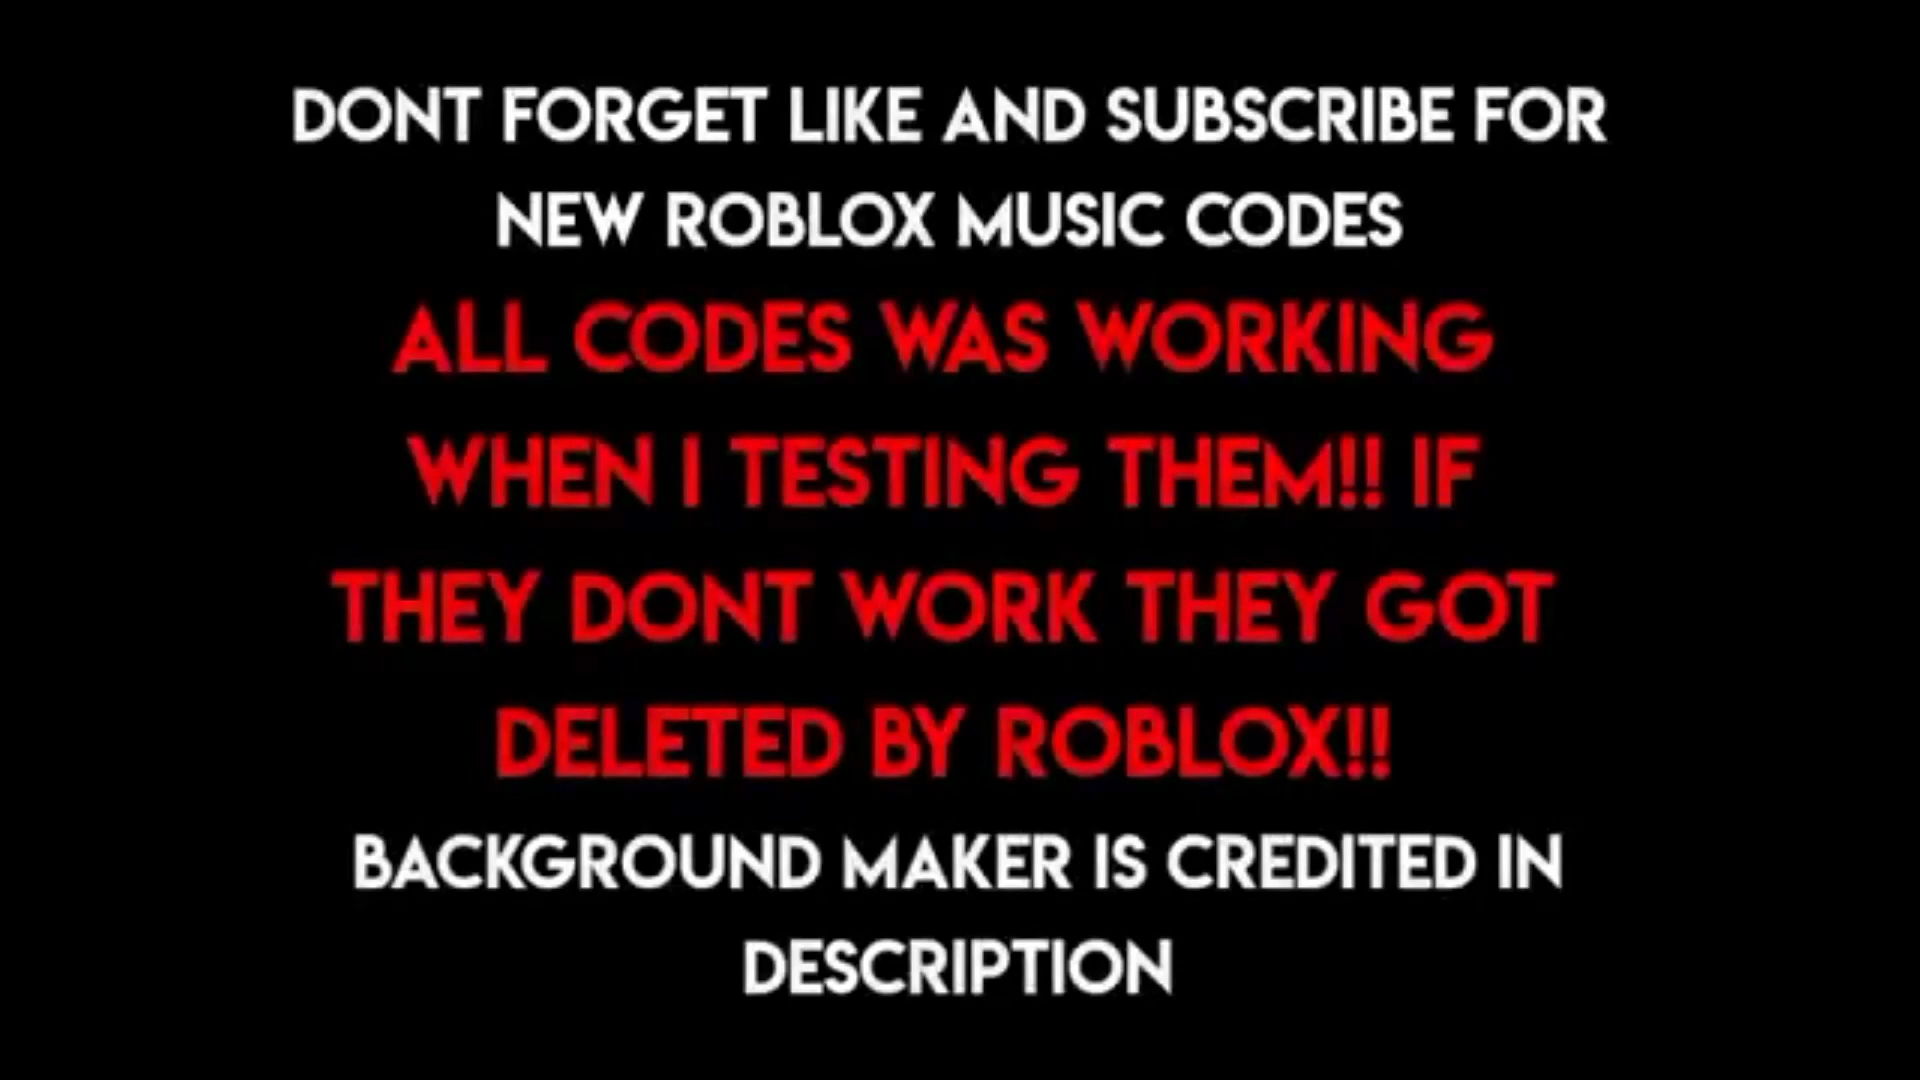 DONT FORGET LIKE AND SUBSCRIBE FOR
NEW ROBLOX MUSIC CODES
ALL CODES WAS WORKING
WHEN I TESTING THEM!! IF
THEY DONT WORK THEY GOT
DELETED BY ROBLOX!!
BACKGROUND MAKER IS CREDITED IN
DESCRIPTION